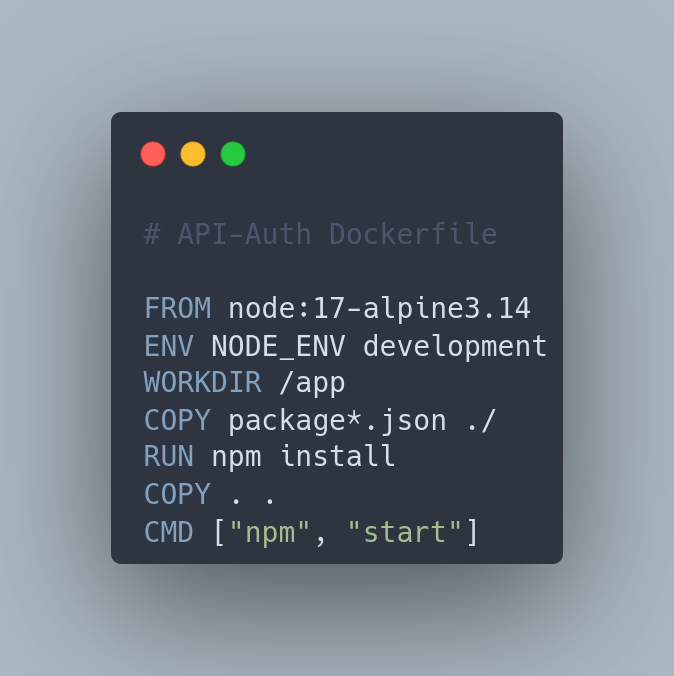 # API-Auth Dockerfile
FROM node:17-alpine3.14
ENV NODE_ENV development
WORKDIR /app
COPY package*.json ./
RUN npm install
COPY . .
CMD ["npm", "start"]